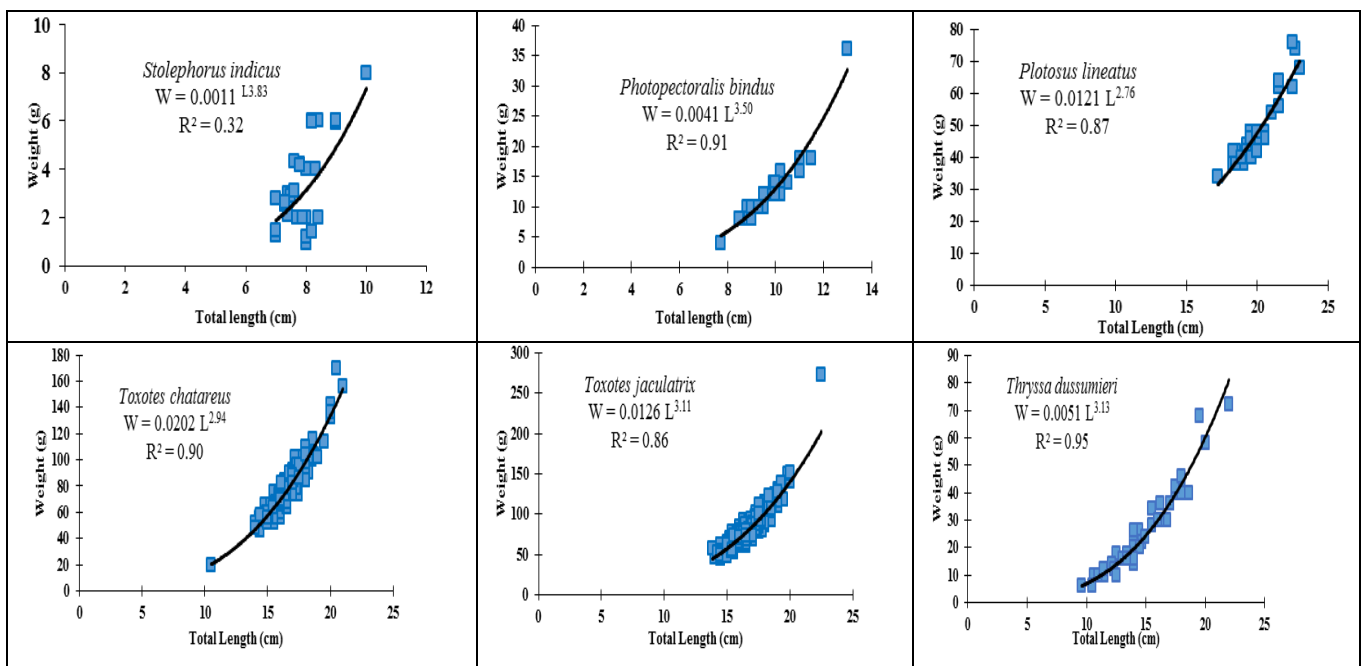 Stolephorus indicus
W = 0.0011 L3.83
R² = 0.32
Weight (g)
10
8
6
4
2
0
0 2 4 6 8 10 12
Total length (cm)
Photopectoralis bindus
W = 0.0041 L3.50
R² = 0.91
Weight (g)
40
35
30
25
20
15
10
5
0
0 2 4 6 8 10 12 14
Total length (cm)
Plotosus lineatus
W = 0.0121 L2.76
R² = 0.87
Weight (g)
80
70
60
50
40
30
20
10
0
0 5 10 15 20 25
Total Length (cm)
Toxotes chatareus
W = 0.0202 L2.94
R² = 0.90
Weight (g)
180
160
140
120
100
80
60
40
20
0
0 5 10 15 20 25
Total Length (cm)
Toxotes jaculatrix
W = 0.0126 L3.11
R² = 0.86
Weight (g)
300
250
200
150
100
50
0
0 5 10 15 20 25
Total Length (cm)
Thryssa dussumieri
W = 0.0051 L3.13
R² = 0.95
Weight (g)
90
80
70
60
50
40
30
20
10
0
0 5 10 15 20 25
Total Length (cm)